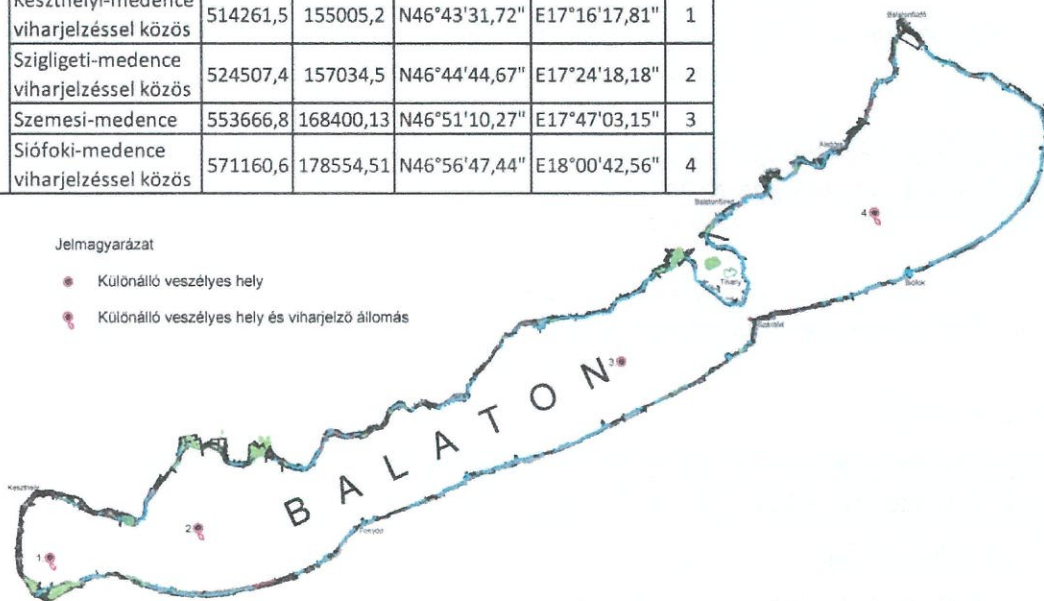 Keszthelyi-medence
viharjelzéssel közös 514261,5 155005,2 N46°43'31,72" E17°16'17,81" 1
Szigligeti-medence
viharjelzéssel közös 524507,4 157034,5 N46°44'44,67" E17°24'18,18" 2
Szemesi-medence 553666,8 168400,13 N46°51'10,27" E17°47'03,15" 3
Siófoki-medence
viharjelzéssel közös 571160,6 178554,51 N46°56'47,44" E18°00'42,56" 4
Jelmagyarázat
Különálló veszélyes hely
Különálló veszélyes hely és viharjelző állomás
Balatonfűzfő
Balatonfüred
4
Tihany
Siófok
Szántód
3
BALATON
Keszthely
2
Fonyód
1